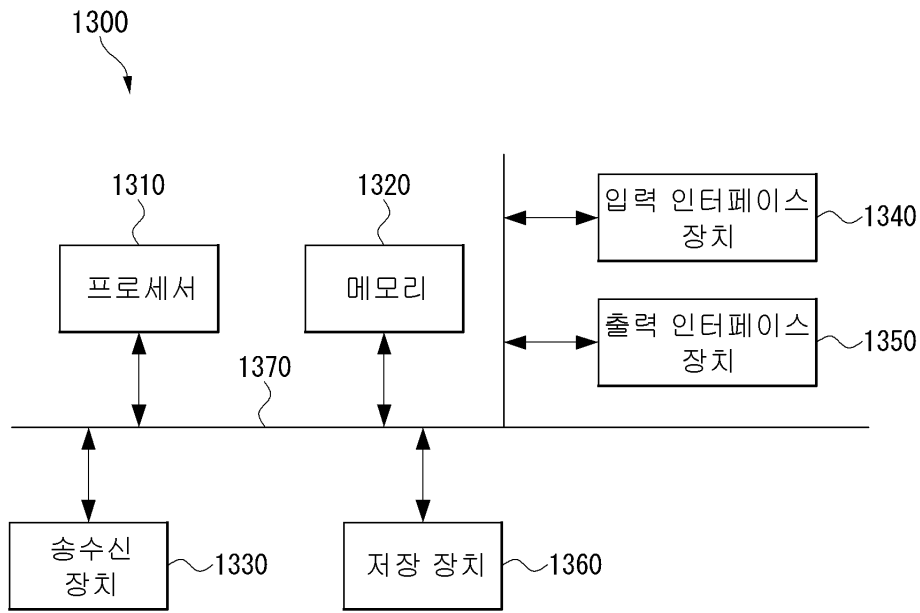 1300
1310
1320
프로세서
메모리
입력 인터페이스
장치
1340
출력 인터페이스
장치
1350
1370
송수신
장치
1330
저장 장치
1360